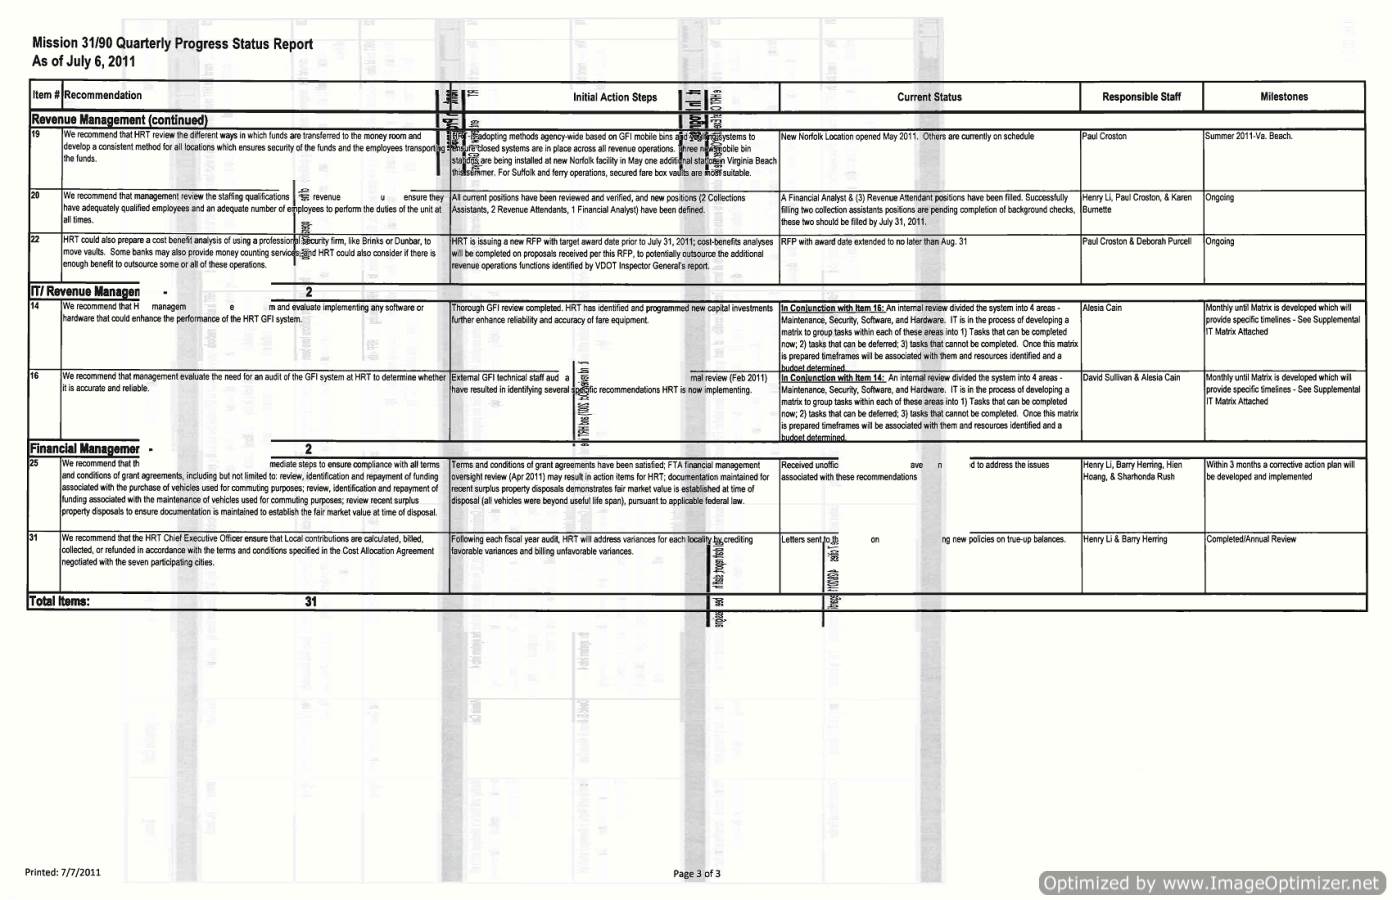 Mission 31/90 Quarterly Progress Status Report
As of July 6, 2011
Item # Recommendation Initial Action Steps Current Status Responsible Staff Milestones
Revenue Management (continued)
19
We recommend that HRT review the different ways in which funds are transferred to the money room and
develop a consistent method for all locations which ensures security of the funds and the employees transporting
the funds.
adopting methods agency-wide based on GFI mobile bins and systems to
ensure closed systems are in place across all revenue operations. Three new mobile bin
stations are being installed at new Norfolk facility in May one additional station in Virginia Beach
this summer. For Suffolk and ferry operations, secured fare box vaults are most suitable.
New Norfolk Location opened May 2011. Others are currently on schedule
Paul Croston
Summer 2011-Va. Beach.
20
We recommend that management review the staffing qualifications revenue u ensure they
have adequately qualified employees and an adequate number of employees to perform the duties of the unit at
all times.
All current positions have been reviewed and verified, and new positions (2 Collections
Assistants, 2 Revenue Attendants, 1 Financial Analyst) have been defined.
A Financial Analyst & (3) Revenue Attendant positions have been filled. Successfully
filling two collection assistants positions are pending completion of background checks,
these two should be filled by July 31, 2011.
Henry Li, Paul Croston, & Karen
Burnette
Ongoing
22
HRT could also prepare a cost benefit analysis of using a professional security firm, like Brinks or Dunbar, to
move vaults. Some banks may also provide money counting services, and HRT could also consider if there is
enough benefit to outsource some or all of these operations.
HRT is issuing a new RFP with target award date prior to July 31, 2011; cost-benefits analyses
will be completed on proposals received per this RFP, to potentially outsource the additional
revenue operations functions identified by VDOT Inspector General's report.
RFP with award date extended to no later than Aug. 31
Paul Croston & Deborah Purcell
Ongoing
IT/ Revenue Manager - 2
14
We recommend that H managem e m and evaluate implementing any software or
hardware that could enhance the performance of the HRT GFI system.
Thorough GFI review completed. HRT has identified and programmed new capital investments
further enhance reliability and accuracy of fare equipment.
In Conjunction with Item 16: An internal review divided the system into 4 areas -
Maintenance, Security, Software, and Hardware. IT is in the process of developing a
matrix to group tasks within each of these areas into 1) Tasks that can be completed
now; 2) tasks that can be deferred; 3) tasks that cannot be completed. Once this matrix
is prepared timeframes will be associated with them and resources identified and a
budget determined.
Alesia Cain
Monthly until Matrix is developed which will
provide specific timelines - See Supplemental
IT Matrix Attached
16
We recommend that management evaluate the need for an audit of the GFI system at HRT to determine whether
it is accurate and reliable.
External GFI technical staff aud a mal review (Feb 2011)
have resulted in identifying several specific recommendations HRT is now implementing.
In Conjunction with Item 14: An internal review divided the system into 4 areas -
Maintenance, Security, Software, and Hardware. IT is in the process of developing a
matrix to group tasks within each of these areas into 1) Tasks that can be completed
now; 2) tasks that can be deferred; 3) tasks that cannot be completed. Once this matrix
is prepared timeframes will be associated with them and resources identified and a
budget determined.
David Sullivan & Alesia Cain
Monthly until Matrix is developed which will
provide specific timelines - See Supplemental
IT Matrix Attached
Financial Managemer - 2
25
We recommend that th mediate steps to ensure compliance with all terms
and conditions of grant agreements, including but not limited to: review, identification and repayment of funding
associated with the purchase of vehicles used for commuting purposes; review, identification and repayment of
funding associated with the maintenance of vehicles used for commuting purposes; review recent surplus
property disposals to ensure documentation is maintained to establish the fair market value at time of disposal.
Terms and conditions of grant agreements have been satisfied; FTA financial management
oversight review (Apr 2011) may result in action items for HRT; documentation maintained for
recent surplus property disposals demonstrates fair market value is established at time of
disposal (all vehicles were beyond useful life span), pursuant to applicable federal law.
Received unoffic ave n d to address the issues
associated with these recommendations
Henry Li, Barry Herring, Hien
Hoang, & Sharhonda Rush
Within 3 months a corrective action plan will
be developed and implemented
31
We recommend that the HRT Chief Executive Officer ensure that Local contributions are calculated, billed,
collected, or refunded in accordance with the terms and conditions specified in the Cost Allocation Agreement
negotiated with the seven participating cities.
Following each fiscal year audit, HRT will address variances for each locality by crediting
favorable variances and billing unfavorable variances.
Letters sent to th on ng new policies on true-up balances.
Henry Li & Barry Herring
Completed/Annual Review
Total Items: 31
Printed: 7/7/2011
Page 3 of 3
Optimized by www.ImageOptimizer.net